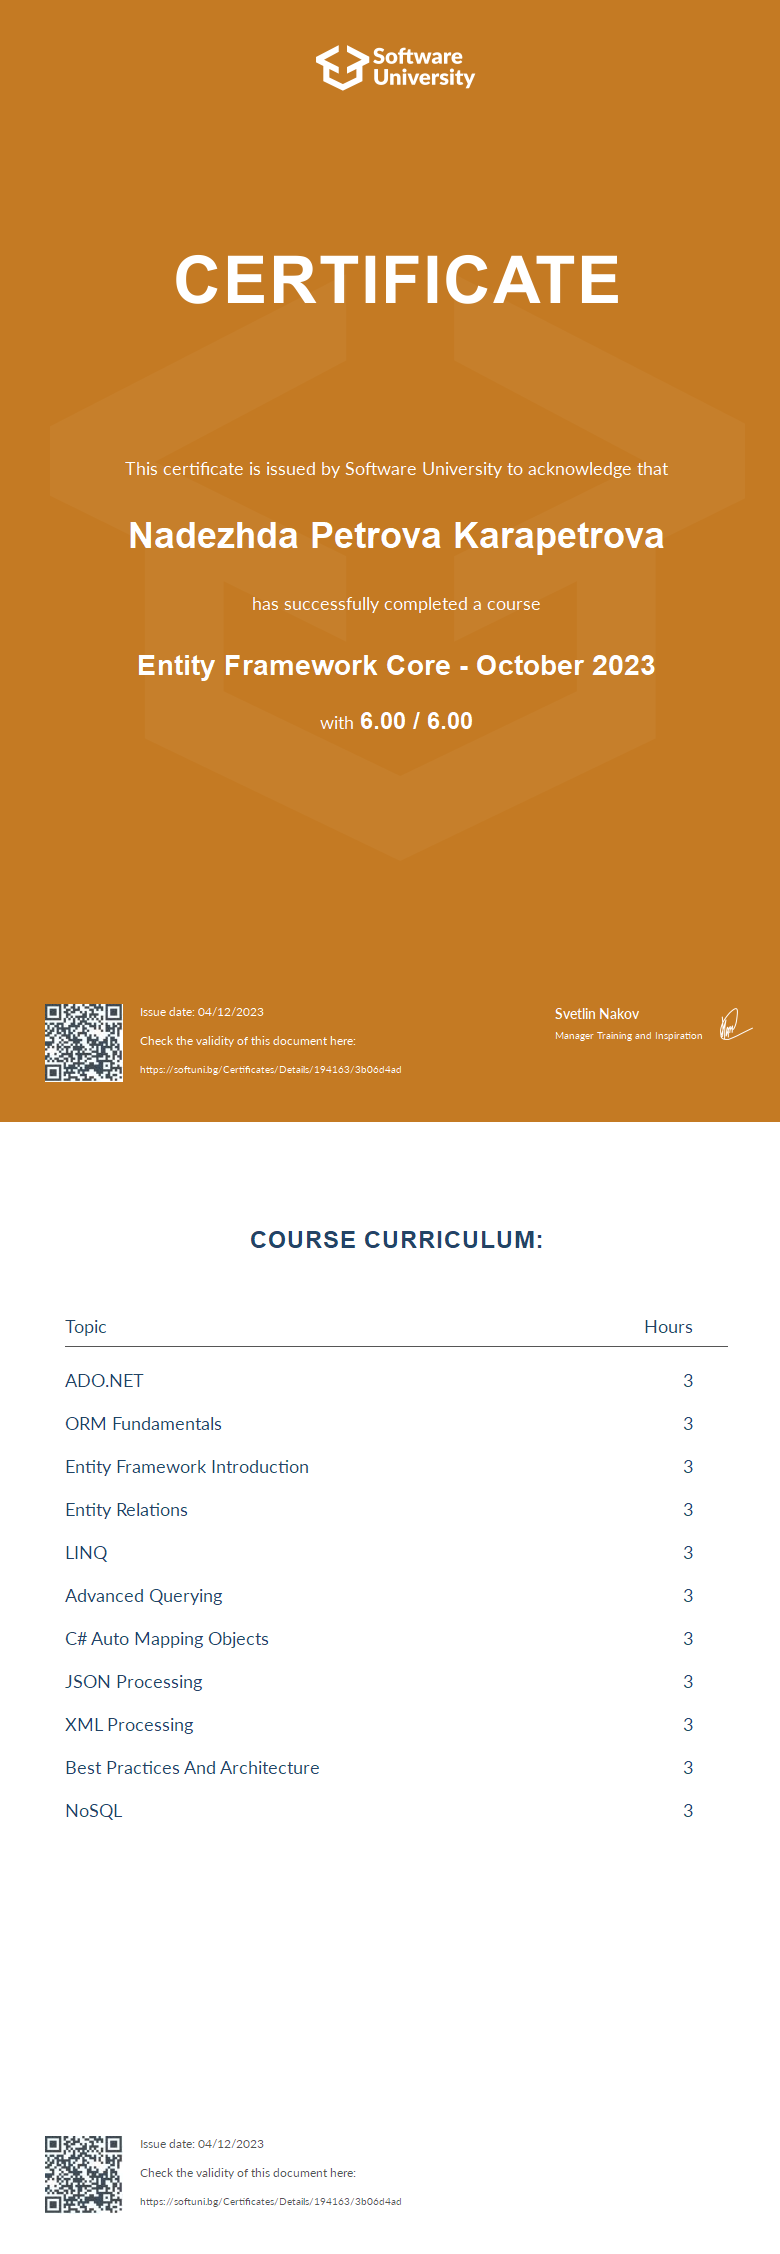 Software
University
CERTIFICATE
This certificate is issued by Software University to acknowledge that
Nadezhda Petrova Karapetrova
has successfully completed a course
Entity Framework Core - October 2023
with 6.00 / 6.00
Issue date: 04/12/2023
Check the validity of this document here:
https://softuni.bg/Certificates/Details/194163/3b06d4ad
Svetlin Nakov
Manager Training and Inspiration
COURSE CURRICULUM:
Topic Hours
ADO.NET 3
ORM Fundamentals 3
Entity Framework Introduction 3
Entity Relations 3
LINQ 3
Advanced Querying 3
C# Auto Mapping Objects 3
JSON Processing 3
XML Processing 3
Best Practices And Architecture 3
NoSQL 3
Issue date: 04/12/2023
Check the validity of this document here:
https://softuni.bg/Certificates/Details/194163/3b06d4ad